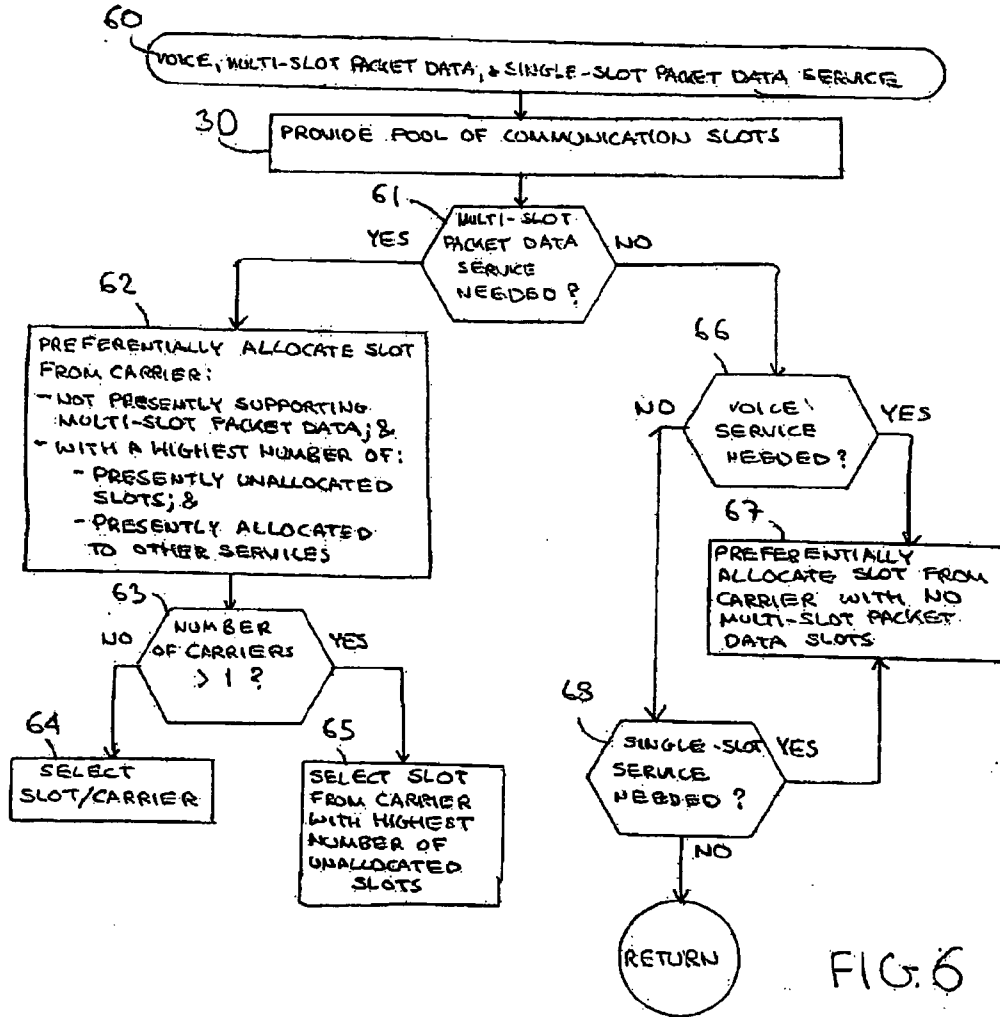 60
VOICE, MULTI-SLOT PACKET DATA, & SINGLE-SLOT PACKET DATA SERVICE
30
PROVIDE POOL OF COMMUNICATION SLOTS
61
MULTI-SLOT
PACKET DATA
SERVICE
NEEDED?
YES
NO
62
PREFERENTIALLY ALLOCATE SLOT
FROM CARRIER:
- NOT PRESENTLY SUPPORTING
MULTI-SLOT PACKET DATA; &
- WITH A HIGHEST NUMBER OF:
- PRESENTLY UNALLOCATED
SLOTS; &
- PRESENTLY ALLOCATED
TO OTHER SERVICES
63
NUMBER
OF CARRIERS
> 1 ?
NO
YES
64
SELECT
SLOT/CARRIER
65
SELECT SLOT
FROM CARRIER
WITH HIGHEST
NUMBER OF
UNALLOCATED
SLOTS
66
VOICE
SERVICE
NEEDED?
NO
YES
67
PREFERENTIALLY
ALLOCATE SLOT FROM
CARRIER WITH NO
MULTI-SLOT PACKET
DATA SLOTS
68
SINGLE-SLOT
SERVICE
NEEDED?
YES
NO
RETURN
FIG. 6